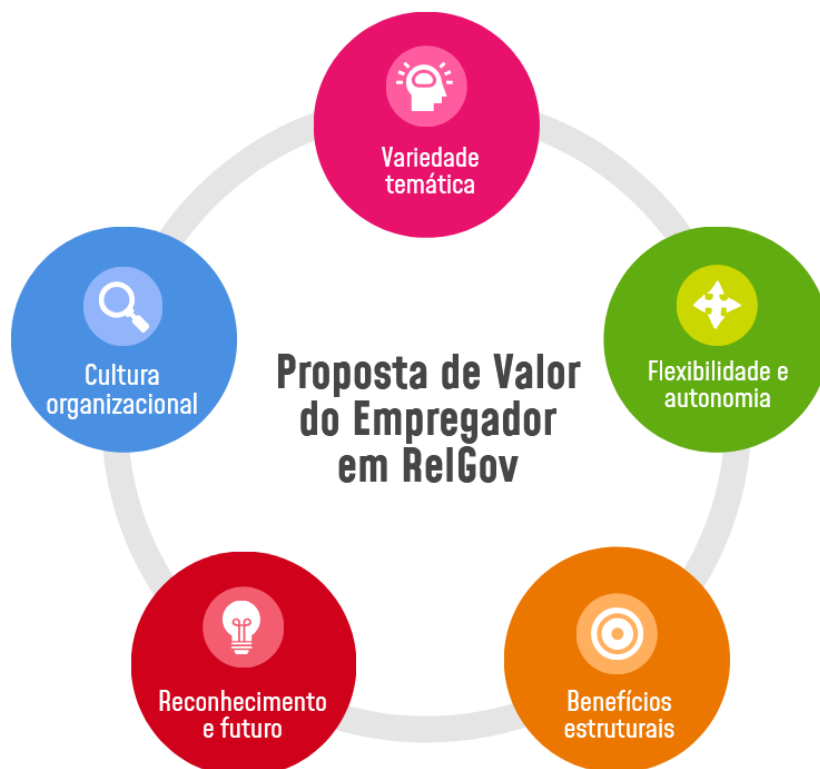 Variedade
temática
Flexibilidade e
autonomia
Benefícios
estruturais
Reconhecimento
e futuro
Cultura
organizacional
Proposta de Valor
do Empregador
em RelGov